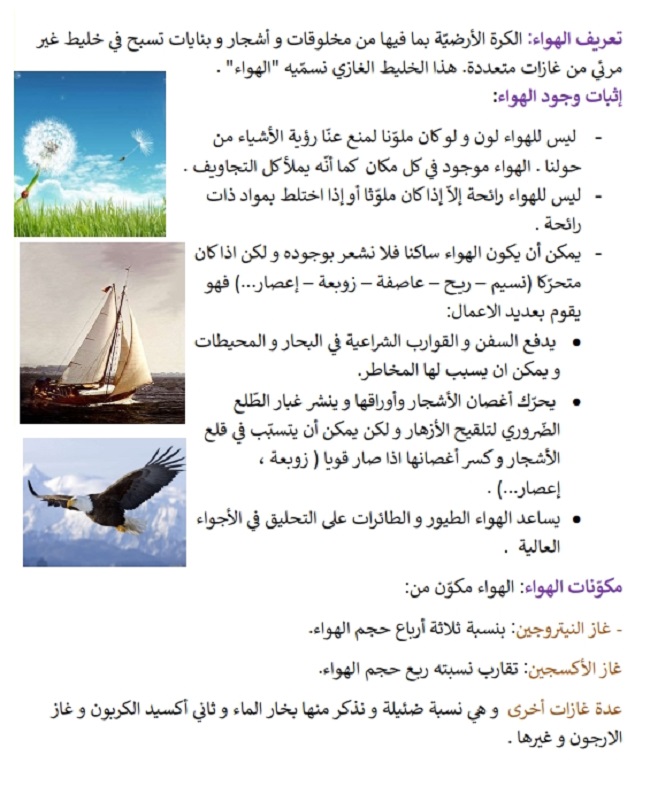 تعريف الهواء: الكرة الأرضيّة بما فيها من مخلوقات و أشجار و بنايات تسبح في خليط غير
مرئي من غازات متعددة. هذا الخليط الغازي نسمّيه "الهواء" .
إثبات وجود الهواء:
- ليس للهواء لون و لو كان ملوّنا لمنع عنّا رؤية الأشياء من
حولنا . الهواء موجود في كل مكان كما أنّه يملأ كل التجاويف .
- ليس للهواء رائحة إلاّ إذا كان ملوّثا أو إذا اختلط بمواد ذات
رائحة .
- يمكن أن يكون الهواء ساكنا فلا نشعر بوجوده و لكن اذا كان
متحرّكا (نسيم – ريح – عاصفة – زوبعة – إعصار...) فهو
يقوم بعديد الاعمال:
• يدفع السفن و القوارب الشراعية في البحار و المحيطات
و يمكن ان يسبب لها المخاطر.
• يحرّك أغصان الأشجار وأوراقها و ينشر غبار الطّلع
الضّروري لتلقيح الأزهار و لكن يمكن أن يتسبّب في قلع
الأشجار و كسر أغصانها اذا صار قويا ( زوبعة ،
إعصار...) .
• يساعد الهواء الطيور و الطائرات على التحليق في الأجواء
العالية .
مكوّنات الهواء: الهواء مكوّن من:
- غاز النيتروجين: بنسبة ثلاثة أرباع حجم الهواء.
غاز الأكسجين: تقارب نسبته ربع حجم الهواء.
عدة غازات أخرى و هي نسبة ضئيلة و نذكر منها بخار الماء و ثاني أكسيد الكربون و غاز
الارجون و غيرها .